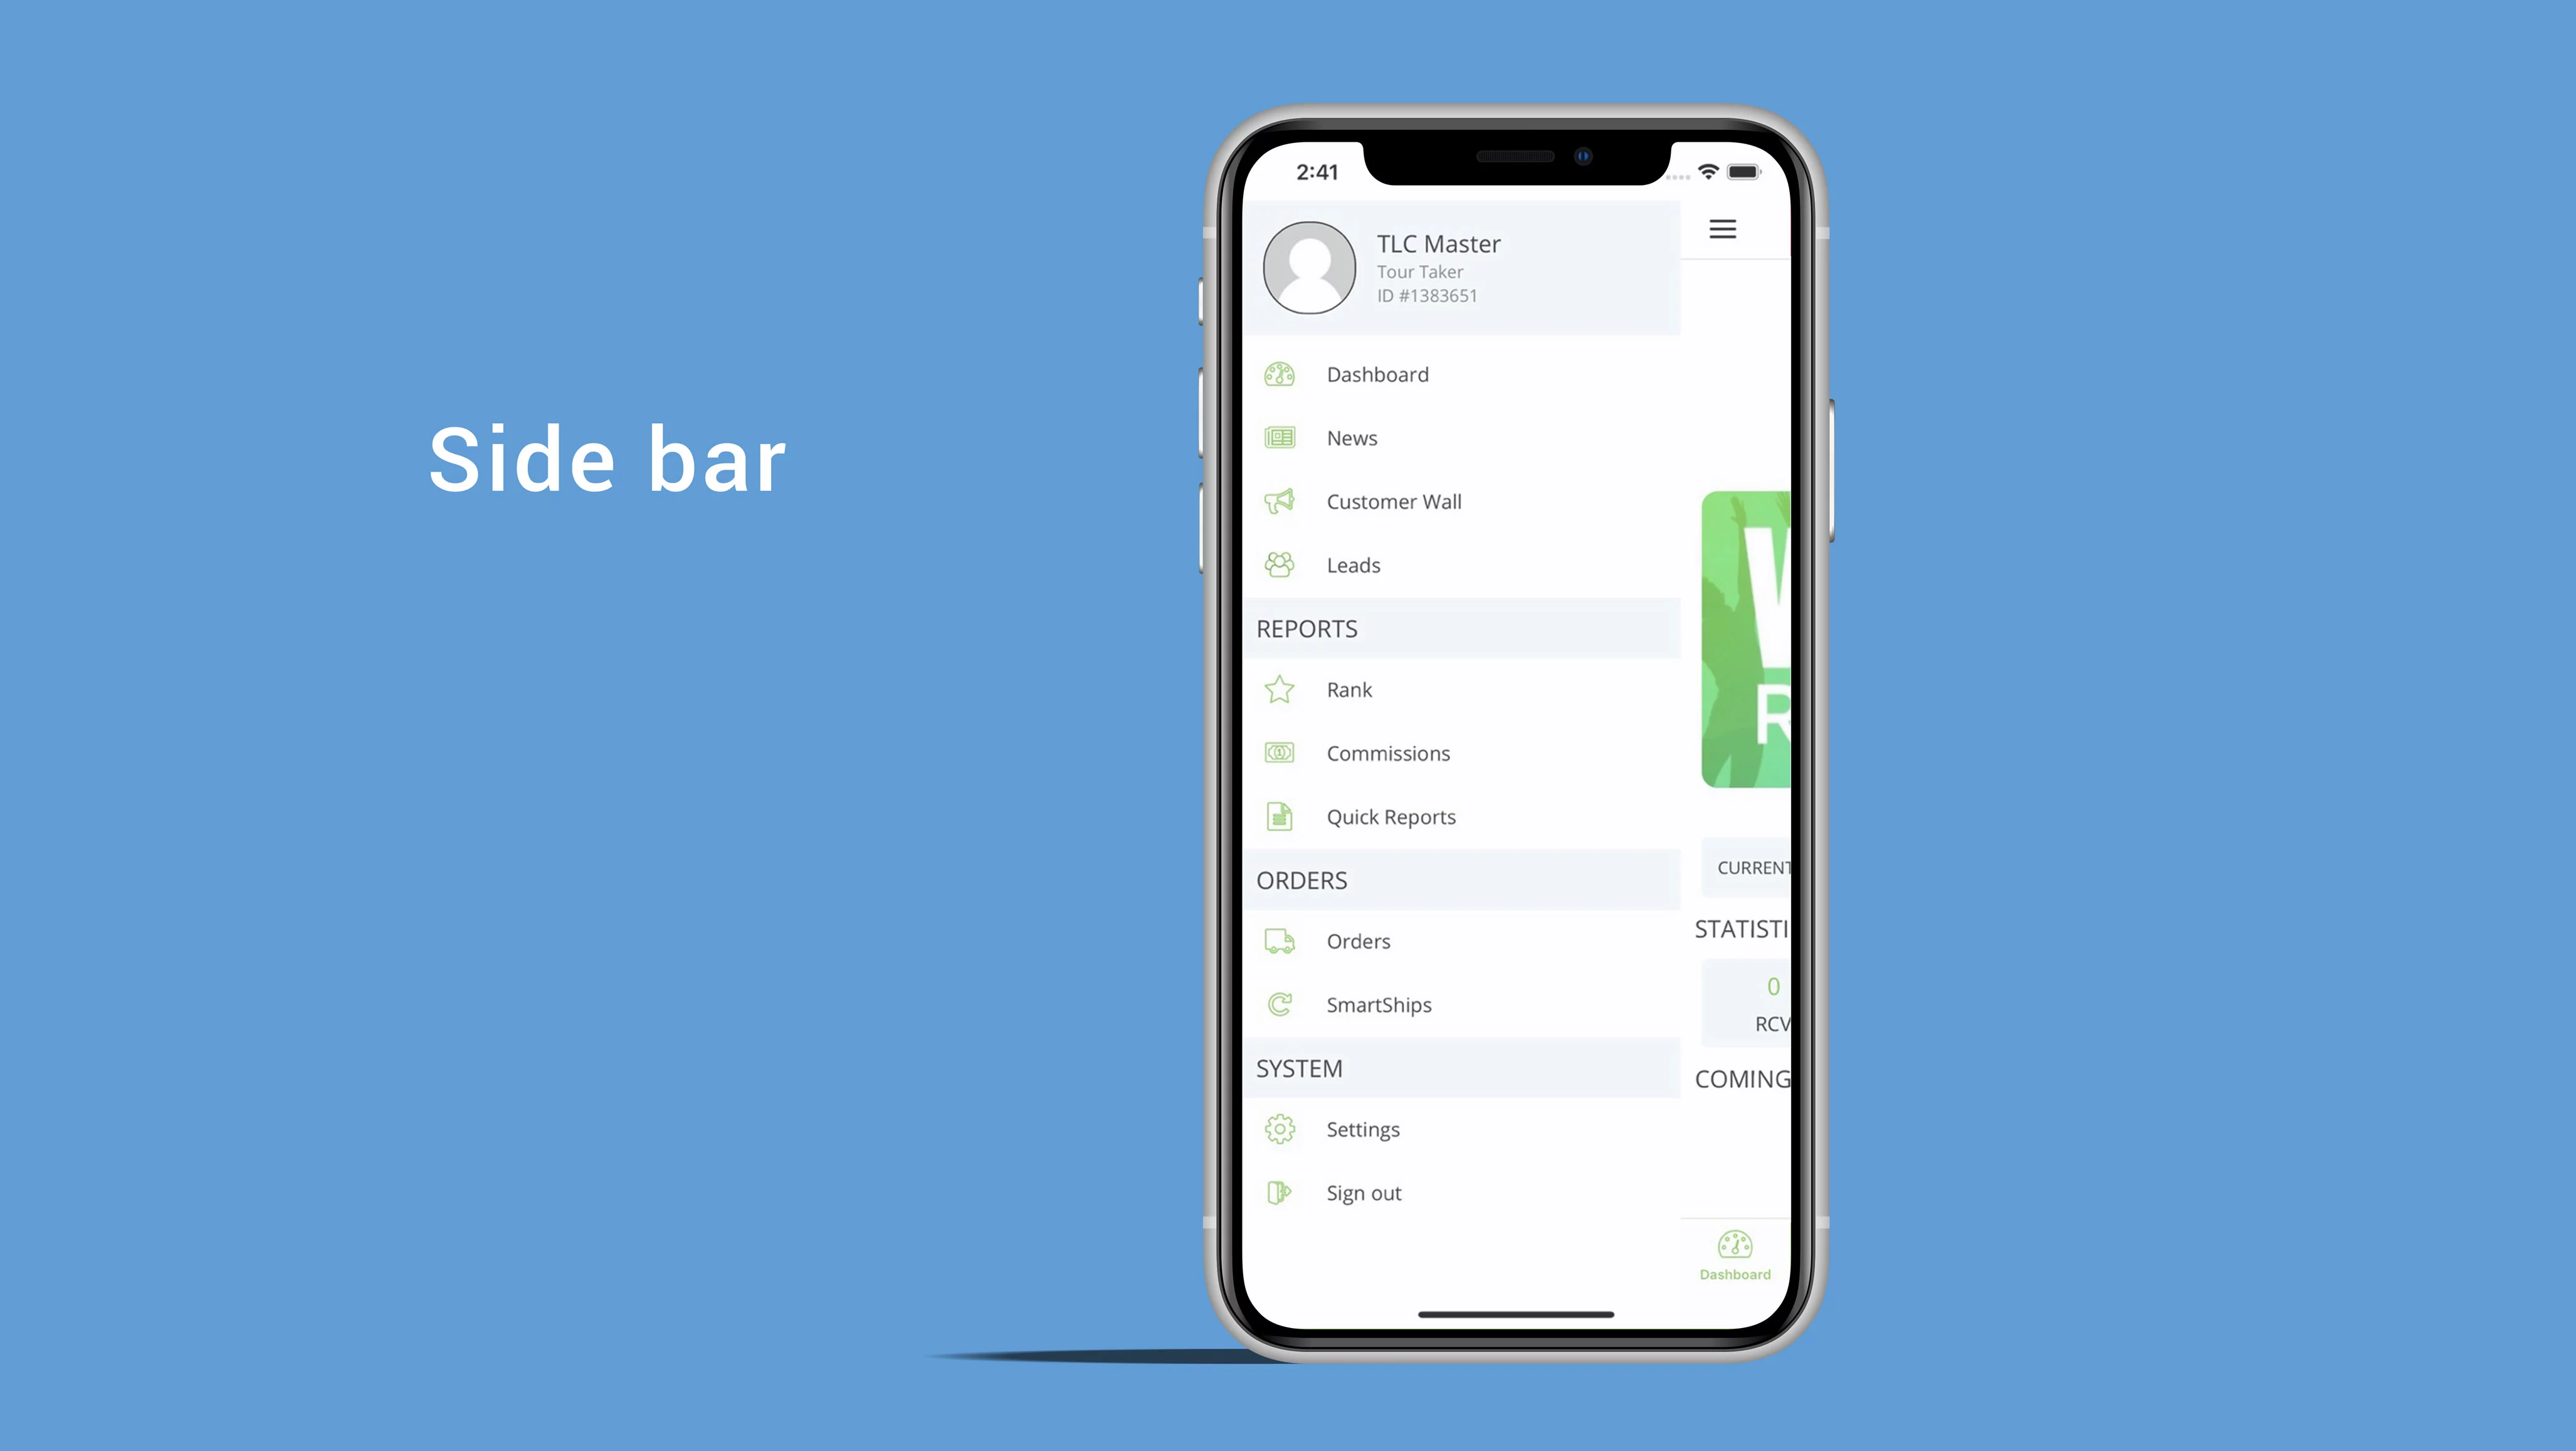 Side bar
2:41
TLC Master
Tour Taker
ID #1383651
Dashboard
News
Customer Wall
Leads
REPORTS
Rank
Commissions
Quick Reports
ORDERS
Orders
SmartShips
SYSTEM
Settings
Sign out
W
R
CURRENT
STATISTI
0
RCV
COMING
Dashboard